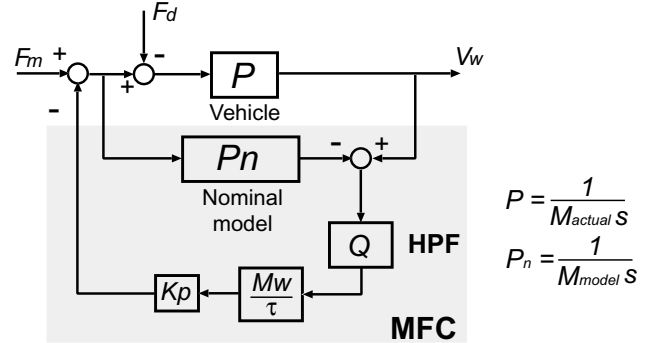 Fd
Fm + - + - P Vw
Vehicle
-
Pn - +
Nominal
model
Q HPF
Kp Mw/τ
MFC
P = 1/(Mactual s)
Pn = 1/(Mmodel s)